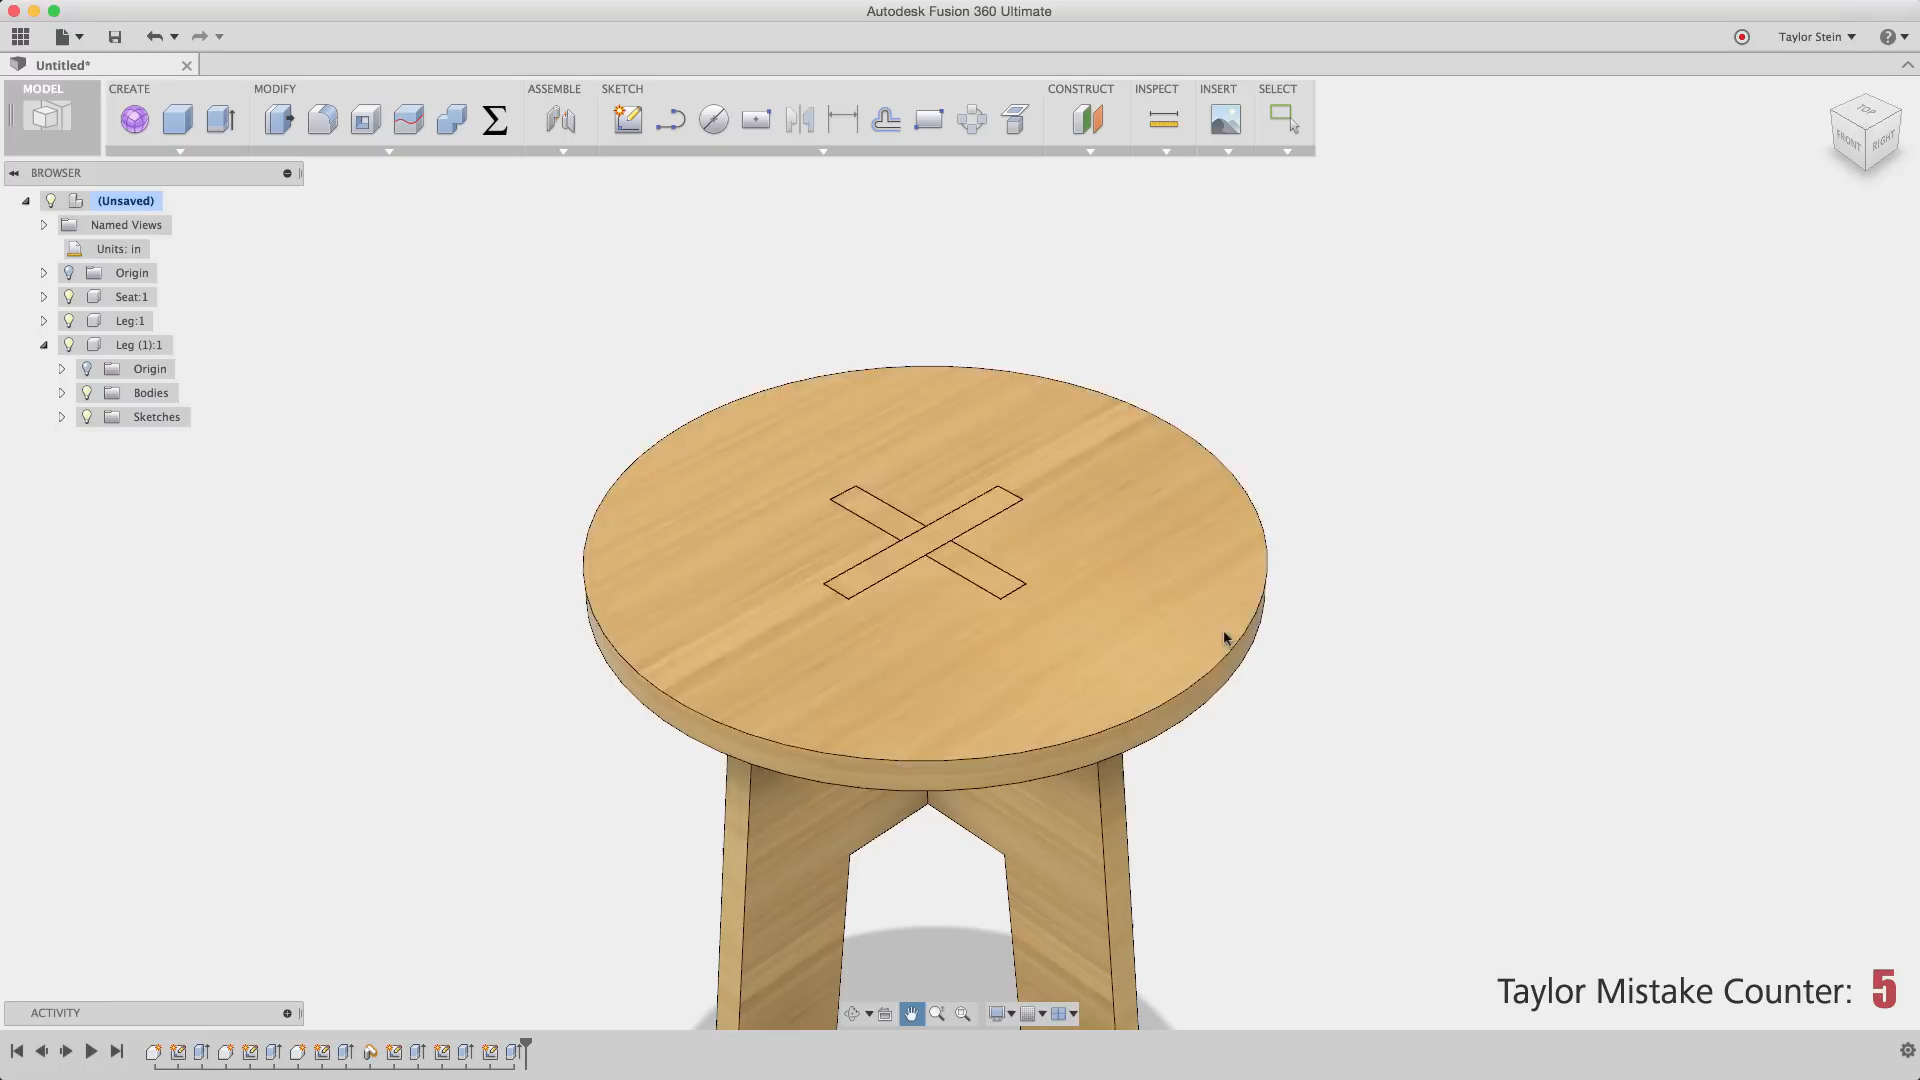 Autodesk Fusion 360 Ultimate
Taylor Stein
Untitled*
MODEL
CREATE
MODIFY
ASSEMBLE
SKETCH
CONSTRUCT
INSPECT
INSERT
SELECT
TOP
FRONT
RIGHT
BROWSER
(Unsaved)
Named Views
Units: in
Origin
Seat:1
Leg:1
Leg (1):1
Origin
Bodies
Sketches
Taylor Mistake Counter: 5
ACTIVITY